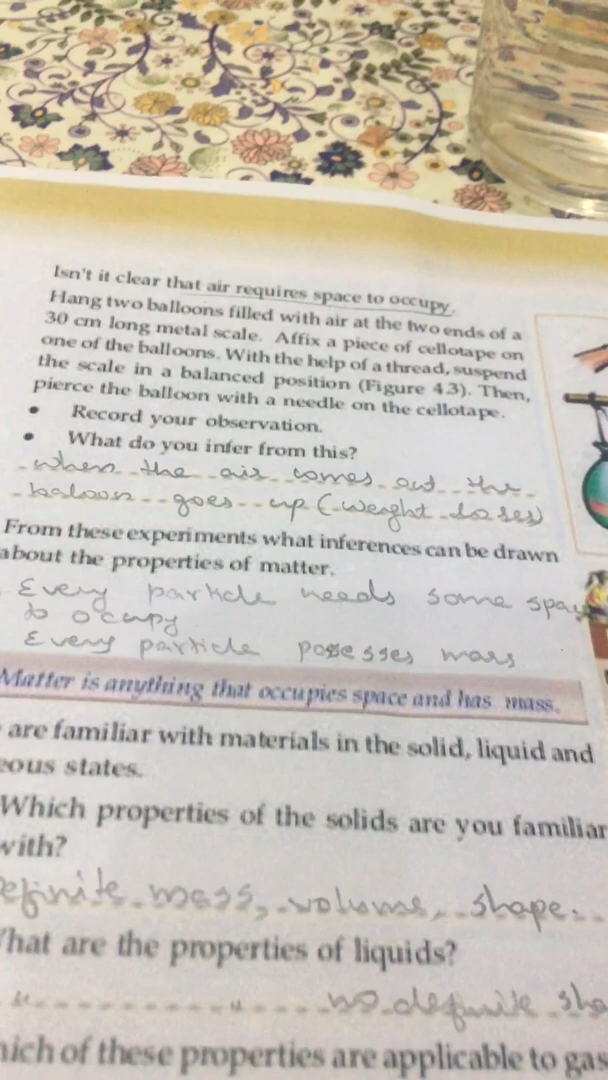 Isn't it clear that air requires space to occupy.
Hang two balloons filled with air at the two ends of a
30 cm long metal scale. Affix a piece of cellotape on
one of the balloons. With the help of a thread, suspend
the scale in a balanced position (Figure 4.3). Then,
pierce the balloon with a needle on the cellotape.
• Record your observation.
• What do you infer from this?
when the air comes out the
baloon goes up (weight loses)
From these experiments what inferences can be drawn
about the properties of matter.
Every particle needs some spac
to occupy
Every particle possesses mass
Matter is anything that occupies space and has mass.
are familiar with materials in the solid, liquid and
eous states.
Which properties of the solids are you familiar
with?
efinite mass, volume, shape.
hat are the properties of liquids?
" " no definite sha
hich of these properties are applicable to gas